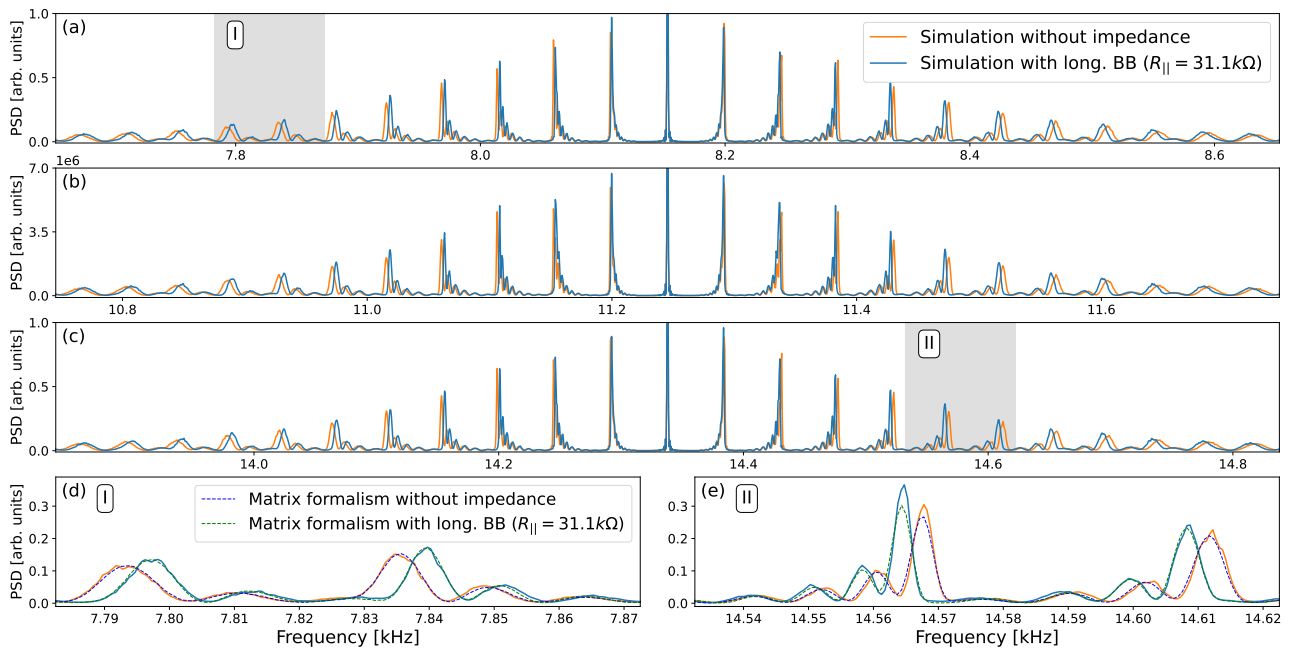 (a)
I
Simulation without impedance
Simulation with long. BB (R|| = 31.1kΩ)
PSD [arb. units]
1.0
0.5
0.0
7.8 8.0 8.2 8.4 8.6
1e6
(b)
PSD [arb. units]
7.0
3.5
0.0
10.8 11.0 11.2 11.4 11.6
(c)
II
PSD [arb. units]
1.0
0.5
0.0
14.0 14.2 14.4 14.6 14.8
(d)
I
Matrix formalism without impedance
Matrix formalism with long. BB (R|| = 31.1kΩ)
PSD [arb. units]
0.3
0.2
0.1
0.0
7.79 7.80 7.81 7.82 7.83 7.84 7.85 7.86 7.87
Frequency [kHz]
(e)
II
0.3
0.2
0.1
0.0
14.54 14.55 14.56 14.57 14.58 14.59 14.60 14.61 14.62
Frequency [kHz]